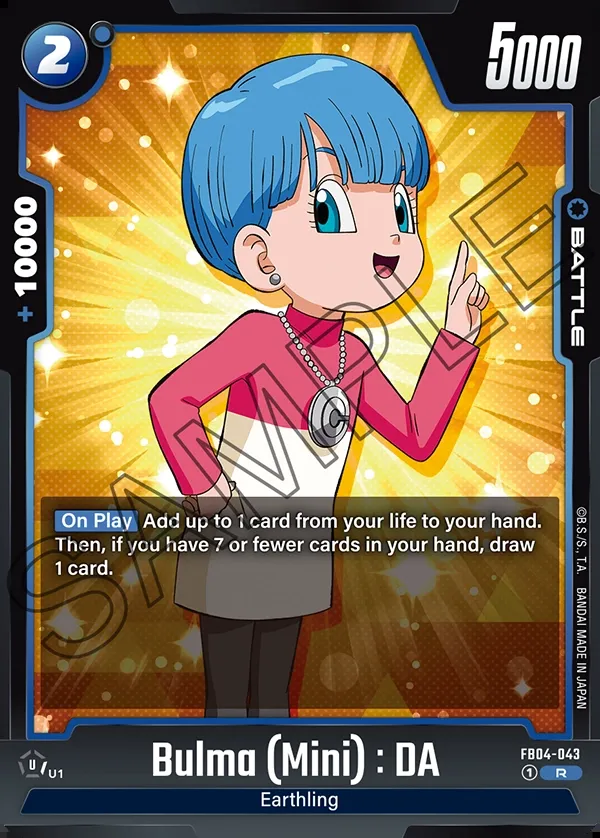 2
5000
+ 10000
BATTLE
SAMPLE
On Play Add up to 1 card from your life to your hand.
Then, if you have 7 or fewer cards in your hand, draw
1 card.
©B.S./S., T.A. BANDAI MADE IN JAPAN
U/U1
Bulma (Mini) : DA
FB04-043
1 R
Earthling